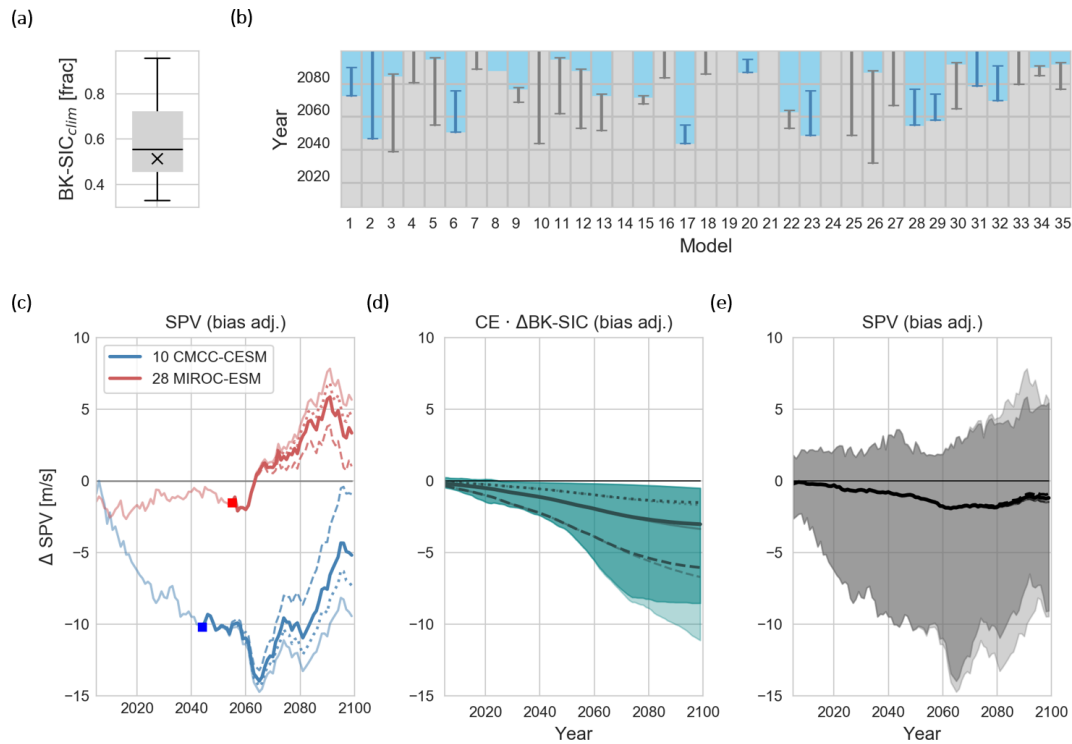 (a)
(b)
BK-SIC_clim [frac]
0.8
0.6
0.4
Year
2080
2060
2040
2020
1 2 3 4 5 6 7 8 9 10 11 12 13 14 15 16 17 18 19 20 21 22 23 24 25 26 27 28 29 30 31 32 33 34 35
Model
(c)
(d)
(e)
SPV (bias adj.)
CE · ΔBK-SIC (bias adj.)
SPV (bias adj.)
10 CMCC-CESM
28 MIROC-ESM
Δ SPV [m/s]
10
5
0
−5
−10
−15
2020 2040 2060 2080 2100
10
5
0
−5
−10
−15
2020 2040 2060 2080 2100
Year
10
5
0
−5
−10
−15
2020 2040 2060 2080 2100
Year